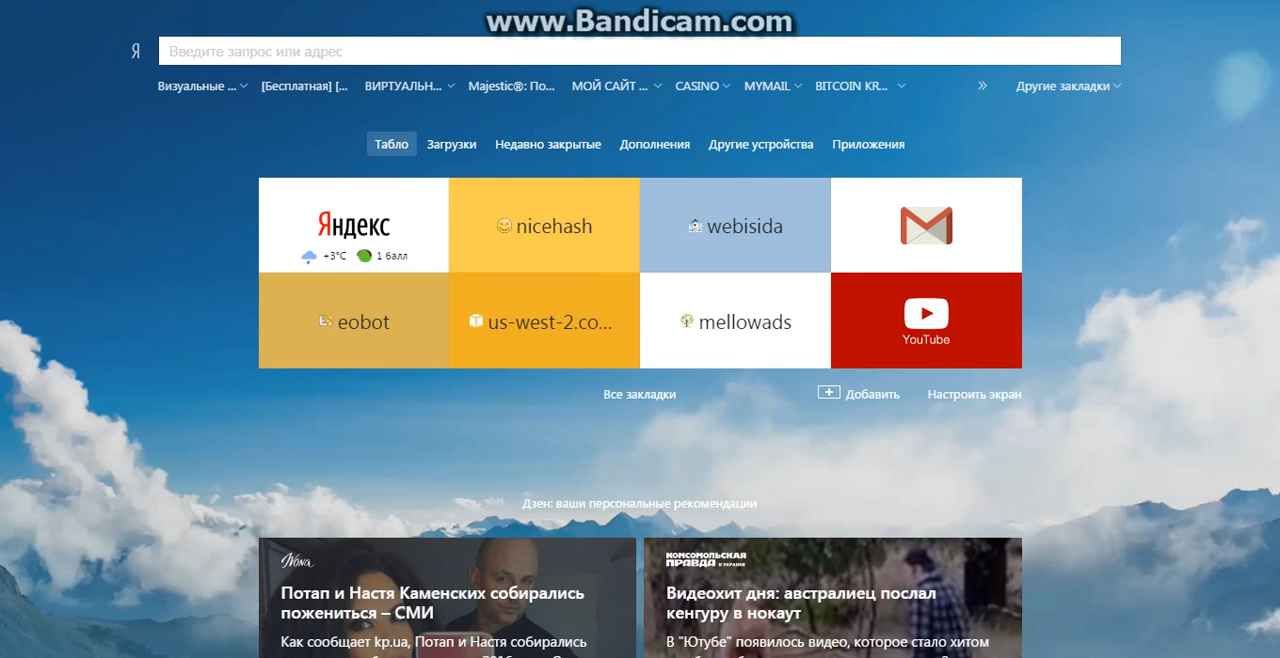 www.Bandicam.com
Я
Введите запрос или адрес
Визуальные ...
[Бесплатная] [...
ВИРТУАЛЬН...
Majestic®: По...
МОЙ САЙТ ...
CASINO
MYMAIL
BITCOIN KR...
»
Другие закладки
Табло
Загрузки
Недавно закрытые
Дополнения
Другие устройства
Приложения
Яндекс
+3°C 1 балл
nicehash
webisida
eobot
us-west-2.co...
mellowads
YouTube
Все закладки
Добавить
Настроить экран
Дзен: ваши персональные рекомендации
Nona
Потап и Настя Каменских собирались
пожениться – СМИ
Как сообщает kp.ua, Потап и Настя собирались
КОМСОМОЛЬСКАЯ
ПРАВДА В УКРАИНЕ
Видеохит дня: австралиец послал
кенгуру в нокаут
В "Ютубе" появилось видео, которое стало хитом